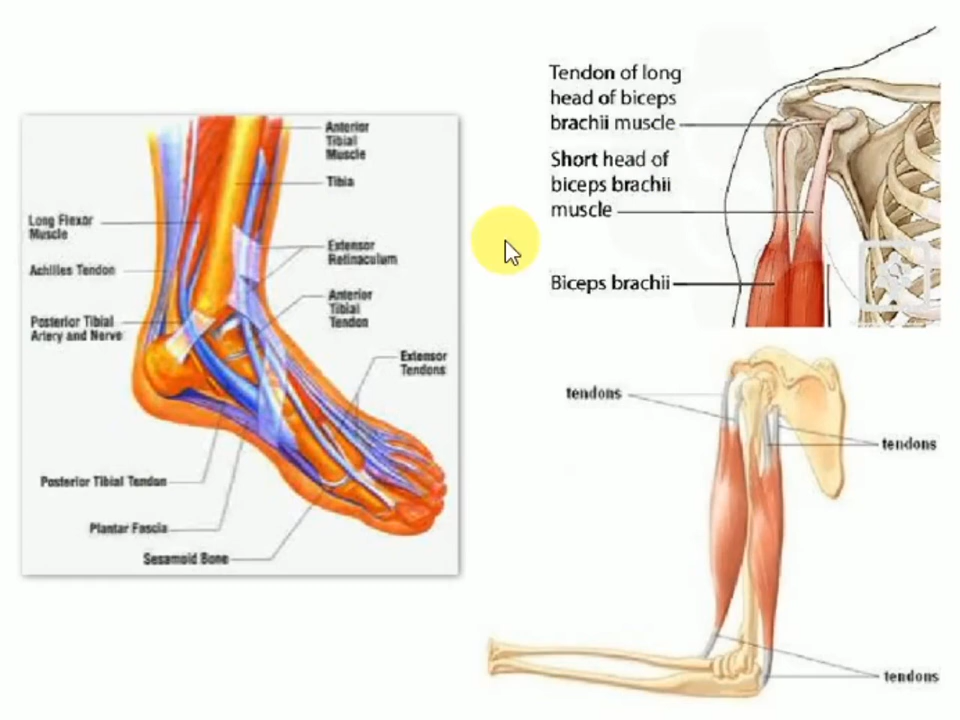 Anterior
Tibial
Muscle
Tibia
Long Flexor
Muscle
Extensor
Retinaculum
Achilles Tendon
Anterior
Tibial
Tendon
Posterior Tibial
Artery and Nerve
Extensor
Tendons
Posterior Tibial Tendon
Plantar Fascia
Sesamoid Bone
Tendon of long
head of biceps
brachii muscle
Short head of
biceps brachii
muscle
Biceps brachii
tendons
tendons
tendons